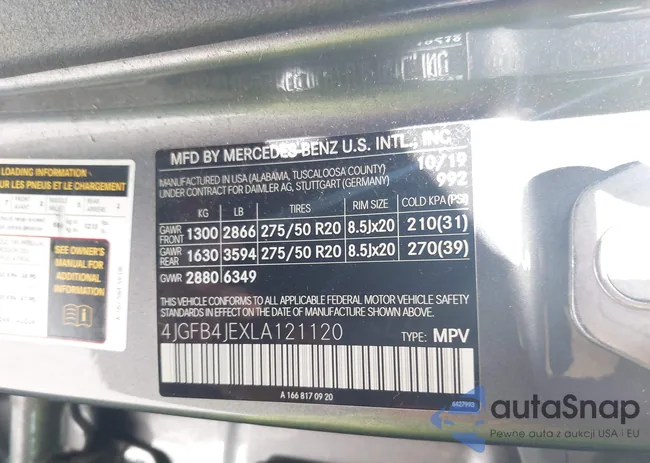 LOADING INFORMATION
SUR LES PNEUS ET LE CHARGEMENT
SEE OWNER'S
MANUAL FOR
ADDITIONAL
INFORMATION
MFD BY MERCEDES-BENZ U.S. INTL., INC.
10/19
MANUFACTURED IN USA (ALABAMA, TUSCALOOSA COUNTY)
UNDER CONTRACT FOR DAIMLER AG, STUTTGART (GERMANY)
992
KG LB TIRES RIM SIZE COLD KPA (PSI)
GAWR FRONT 1300 2866 275/50 R20 8.5Jx20 210(31)
GAWR REAR 1630 3594 275/50 R20 8.5Jx20 270(39)
GVWR 2880 6349
THIS VEHICLE CONFORMS TO ALL APPLICABLE FEDERAL MOTOR VEHICLE SAFETY
STANDARDS IN EFFECT ON THE DATE OF MANUFACTURE SHOWN ABOVE.
4JGFB4JEXLA121120 TYPE: MPV
A 166 817 09 20
autaSnap
Pewne auto z aukcji USA i EU